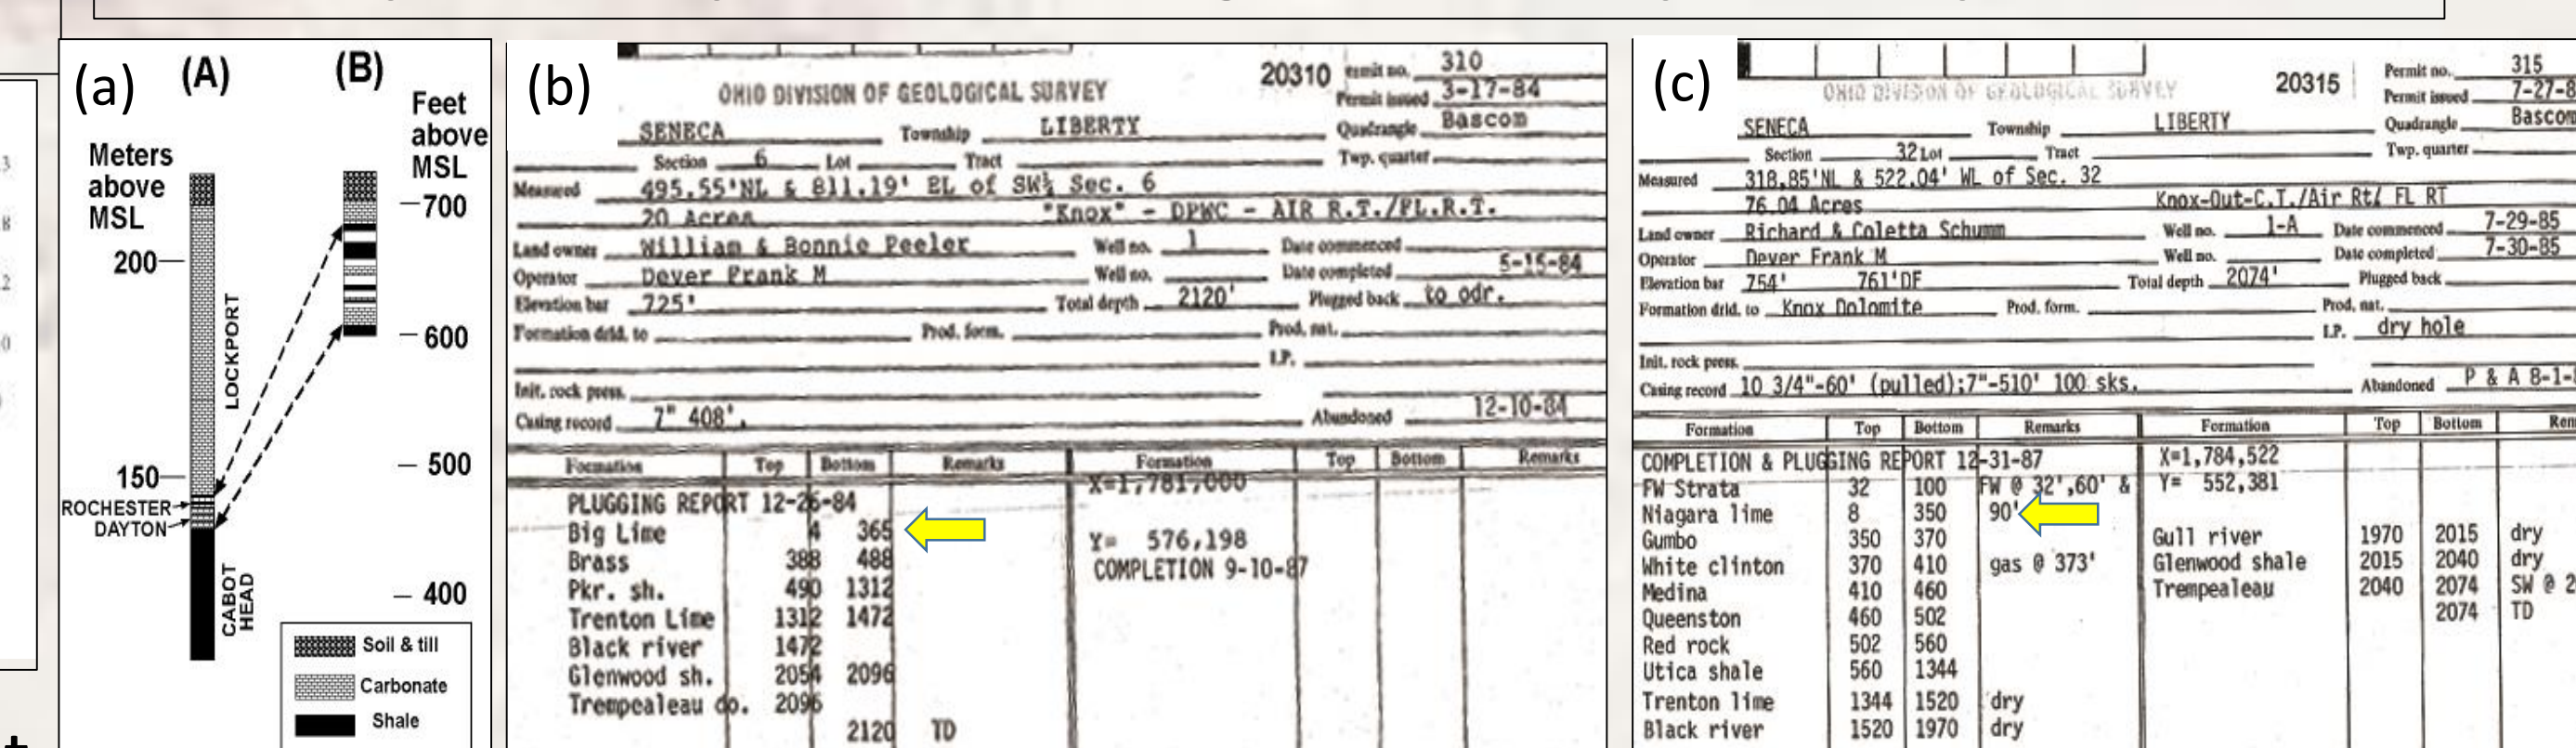 (a)
(A)
(B)
Feet
above
MSL
Meters
above
MSL
700
200
LOCKPORT
600
500
150
ROCHESTER
DAYTON
CABOT
HEAD
400
Soil & till
Carbonate
Shale
(b)
OHIO DIVISION OF GEOLOGICAL SURVEY
20310
Permit no. 310
Permit issued 3-17-84
SENECA Township LIBERTY Quadrangle Bascom
Section 6 Lot Tract Twp. quarter
Measured 495.55'NL & 811.19' EL of SW¼ Sec. 6
20 Acres "Knox" - DPWC - AIR R.T./FL.R.T.
Land owner William & Bonnie Peeler Well no. 1 Date commenced
Operator Dever Frank M Well no. Date completed 5-15-84
Elevation bar 725' Total depth 2120' Plugged back to odr.
Formation drld. to Prod. form. Prod. nat.
I.P.
Init. rock press.
Casing record 7" 408'. Abandoned 12-10-84
Formation Top Bottom Remarks Formation Top Bottom Remarks
X=1,781,000
PLUGGING REPORT 12-26-84
Big Lime 4 365
Y= 576,198
Brass 388 488
COMPLETION 9-10-87
Pkr. sh. 490 1312
Trenton Lime 1312 1472
Black river 1472
Glenwood sh. 2054 2096
Trempealeau do. 2096
2120 TD
(c)
OHIO DIVISION OF GEOLOGICAL SURVEY
20315
Permit no. 315
Permit issued 7-27-8
SENECA Township LIBERTY Quadrangle Bascom
Section 32 Lot Tract Twp. quarter
Measured 318.85'NL & 522.04' WL of Sec. 32
76.04 Acres Knox-Out-C.T./Air Rt/ FL RT
Land owner Richard & Coletta Schumm Well no. 1-A Date commenced 7-29-85
Operator Dever Frank M Well no. Date completed 7-30-85
Elevation bar 754' 761'DF Total depth 2074' Plugged back
Formation drld. to Knox Dolomite Prod. form. Prod. nat.
I.P. dry hole
Init. rock press.
Casing record 10 3/4"-60' (pulled);7"-510' 100 sks. Abandoned P & A 8-1-
Formation Top Bottom Remarks Formation Top Bottom Rem
COMPLETION & PLUGGING REPORT 12-31-87 X=1,784,522
FW Strata 32 100 FW @ 32',60' & Y= 552,381
Niagara lime 8 350 90'
Gumbo 350 370 Gull river 1970 2015 dry
White clinton 370 410 gas @ 373' Glenwood shale 2015 2040 dry
Medina 410 460 Trempealeau 2040 2074 SW @ 2
Queenston 460 502 2074 TD
Red rock 502 560
Utica shale 560 1344
Trenton lime 1344 1520 dry
Black river 1520 1970 dry